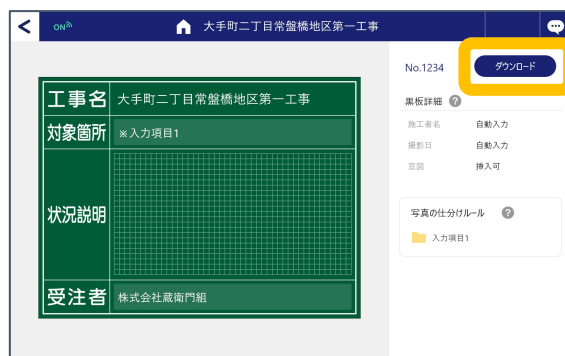 ON
大手町二丁目常盤橋地区第一工事
No.1234
ダウンロード
工事名 大手町二丁目常盤橋地区第一工事
対象箇所 ※入力項目1
状況説明
受注者 株式会社蔵衛門組
黒板詳細 ?
施工者名 自動入力
撮影日 自動入力
豆図 挿入可
写真の仕分けルール ?
入力項目1